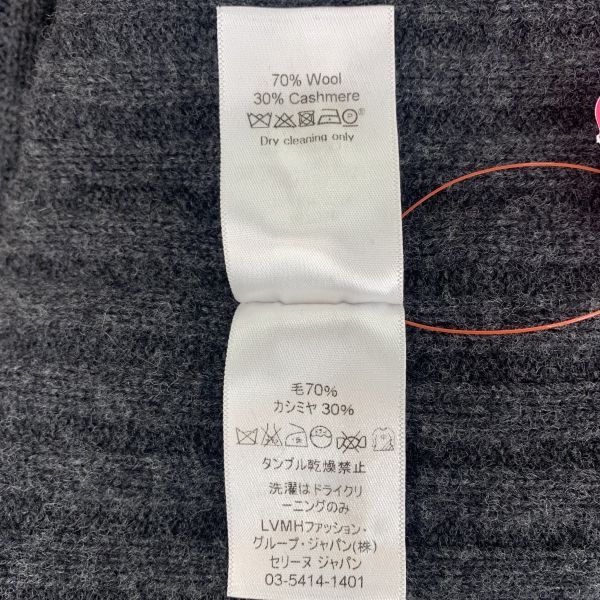 70% Wool
30% Cashmere
Dry cleaning only
毛70%
カシミヤ 30%
タンブル乾燥禁止
洗濯はドライクリ
ーニングのみ
LVMHファッション・
グループ・ジャパン(株)
セリーヌ ジャパン
03-5414-1401